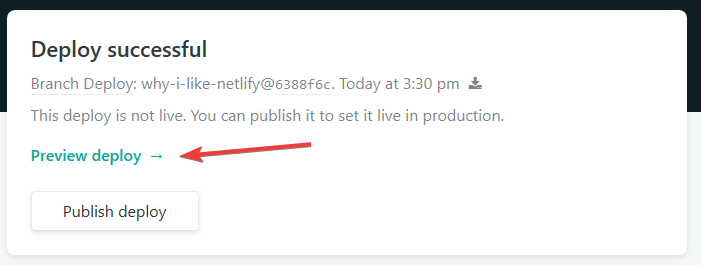 Deploy successful
Branch Deploy: why-i-like-netlify@6388f6c. Today at 3:30 pm
This deploy is not live. You can publish it to set it live in production.
Preview deploy →
Publish deploy